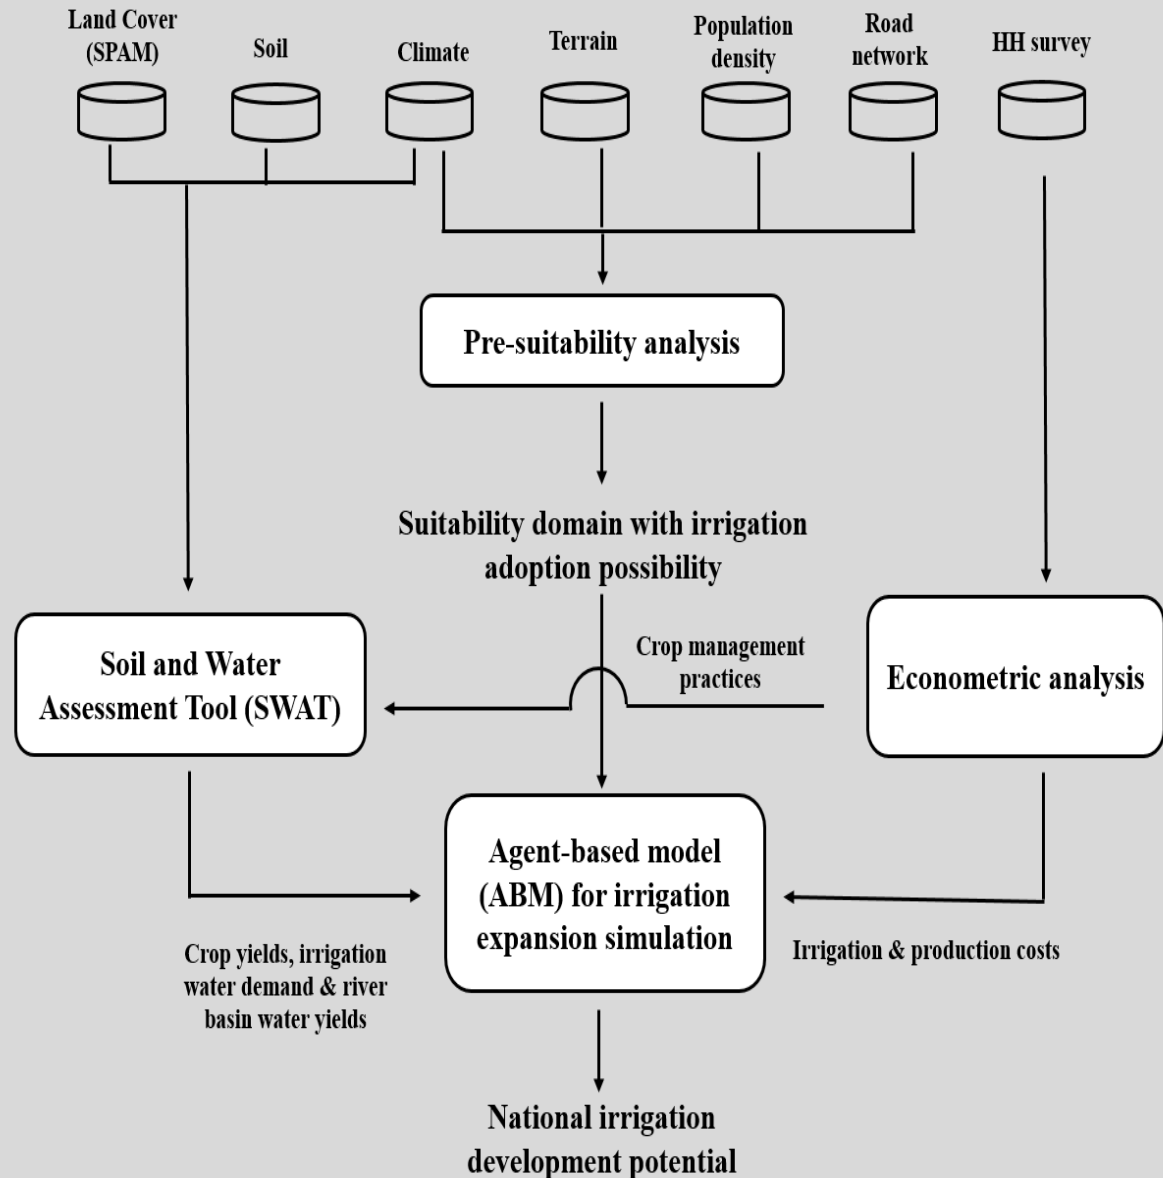 Land Cover
(SPAM)
Soil
Climate
Terrain
Population
density
Road
network
HH survey
Pre-suitability analysis
Suitability domain with irrigation
adoption possibility
Crop management
practices
Soil and Water
Assessment Tool (SWAT)
Econometric analysis
Agent-based model
(ABM) for irrigation
expansion simulation
Crop yields, irrigation
water demand & river
basin water yields
Irrigation & production costs
National irrigation
development potential